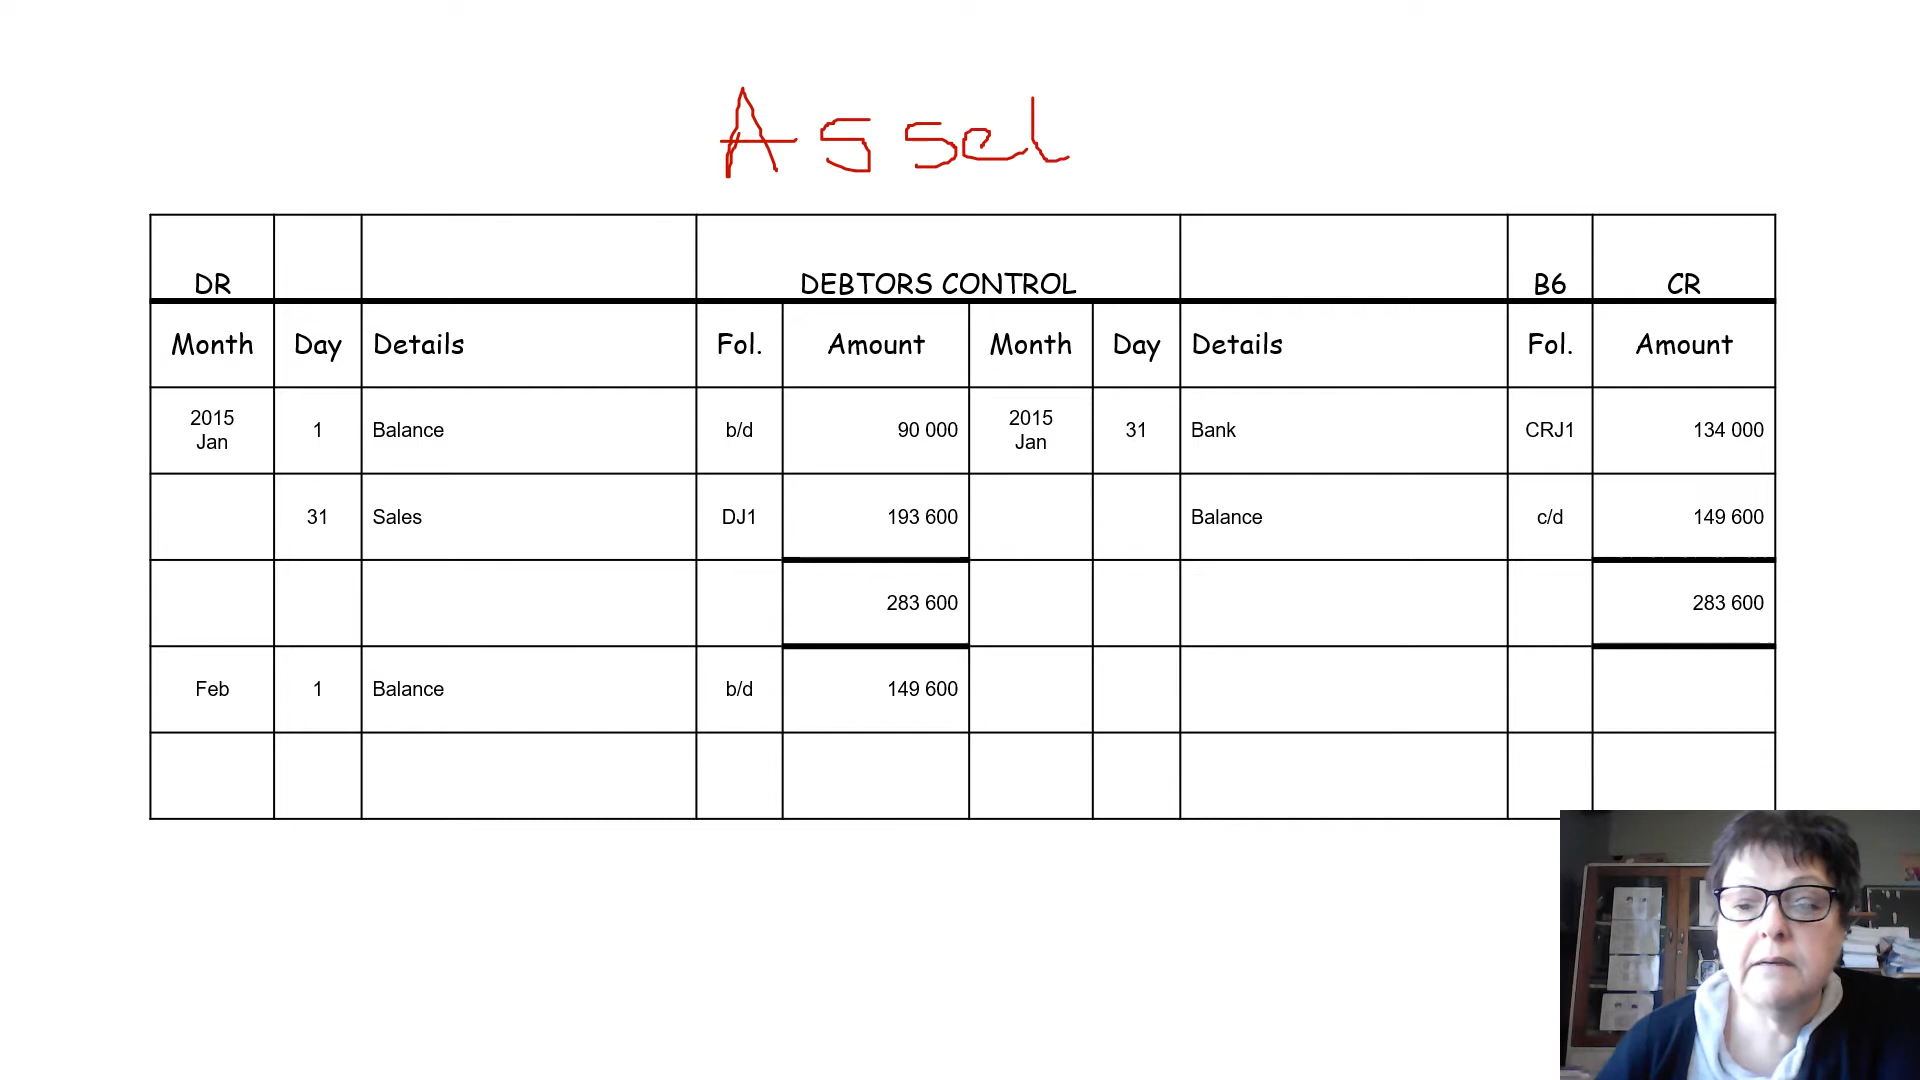 Assel
DR DEBTORS CONTROL B6 CR
Month Day Details Fol. Amount Month Day Details Fol. Amount
2015 Jan 1 Balance b/d 90 000 2015 Jan 31 Bank CRJ1 134 000
31 Sales DJ1 193 600 Balance c/d 149 600
283 600 283 600
Feb 1 Balance b/d 149 600